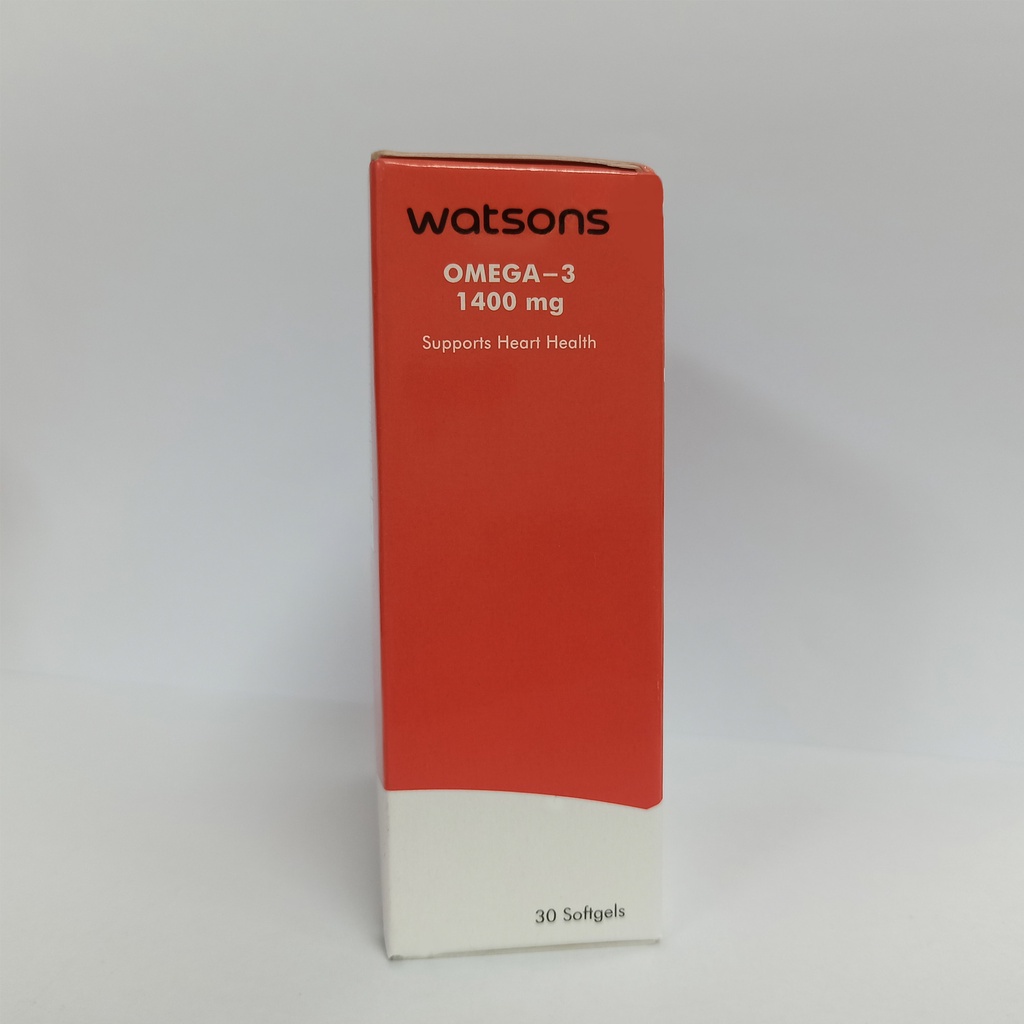 watsons
OMEGA–3
1400 mg
Supports Heart Health
30 Softgels